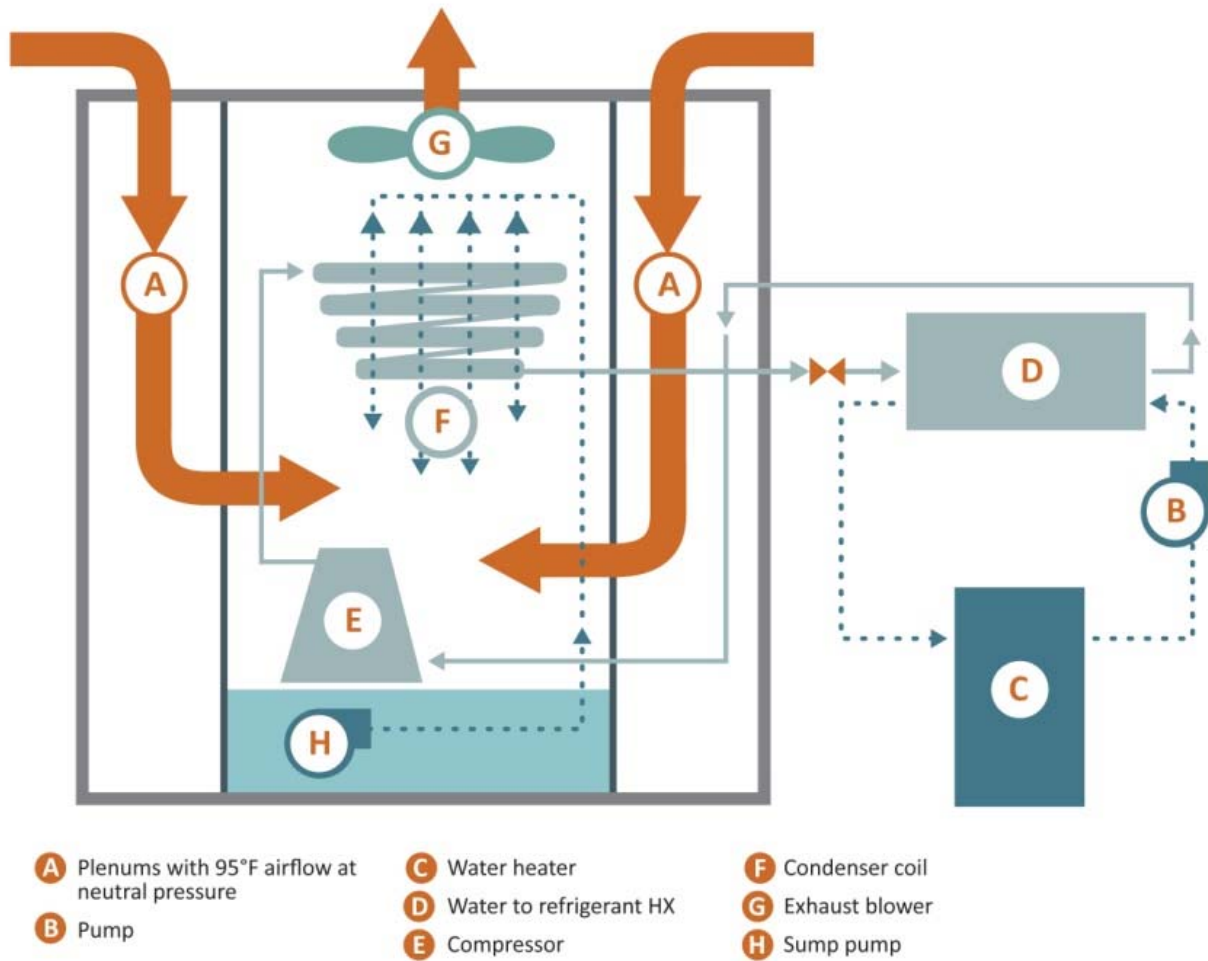 G
A
A
D
F
B
E
C
H
A Plenums with 95°F airflow at
neutral pressure
B Pump
C Water heater
D Water to refrigerant HX
E Compressor
F Condenser coil
G Exhaust blower
H Sump pump